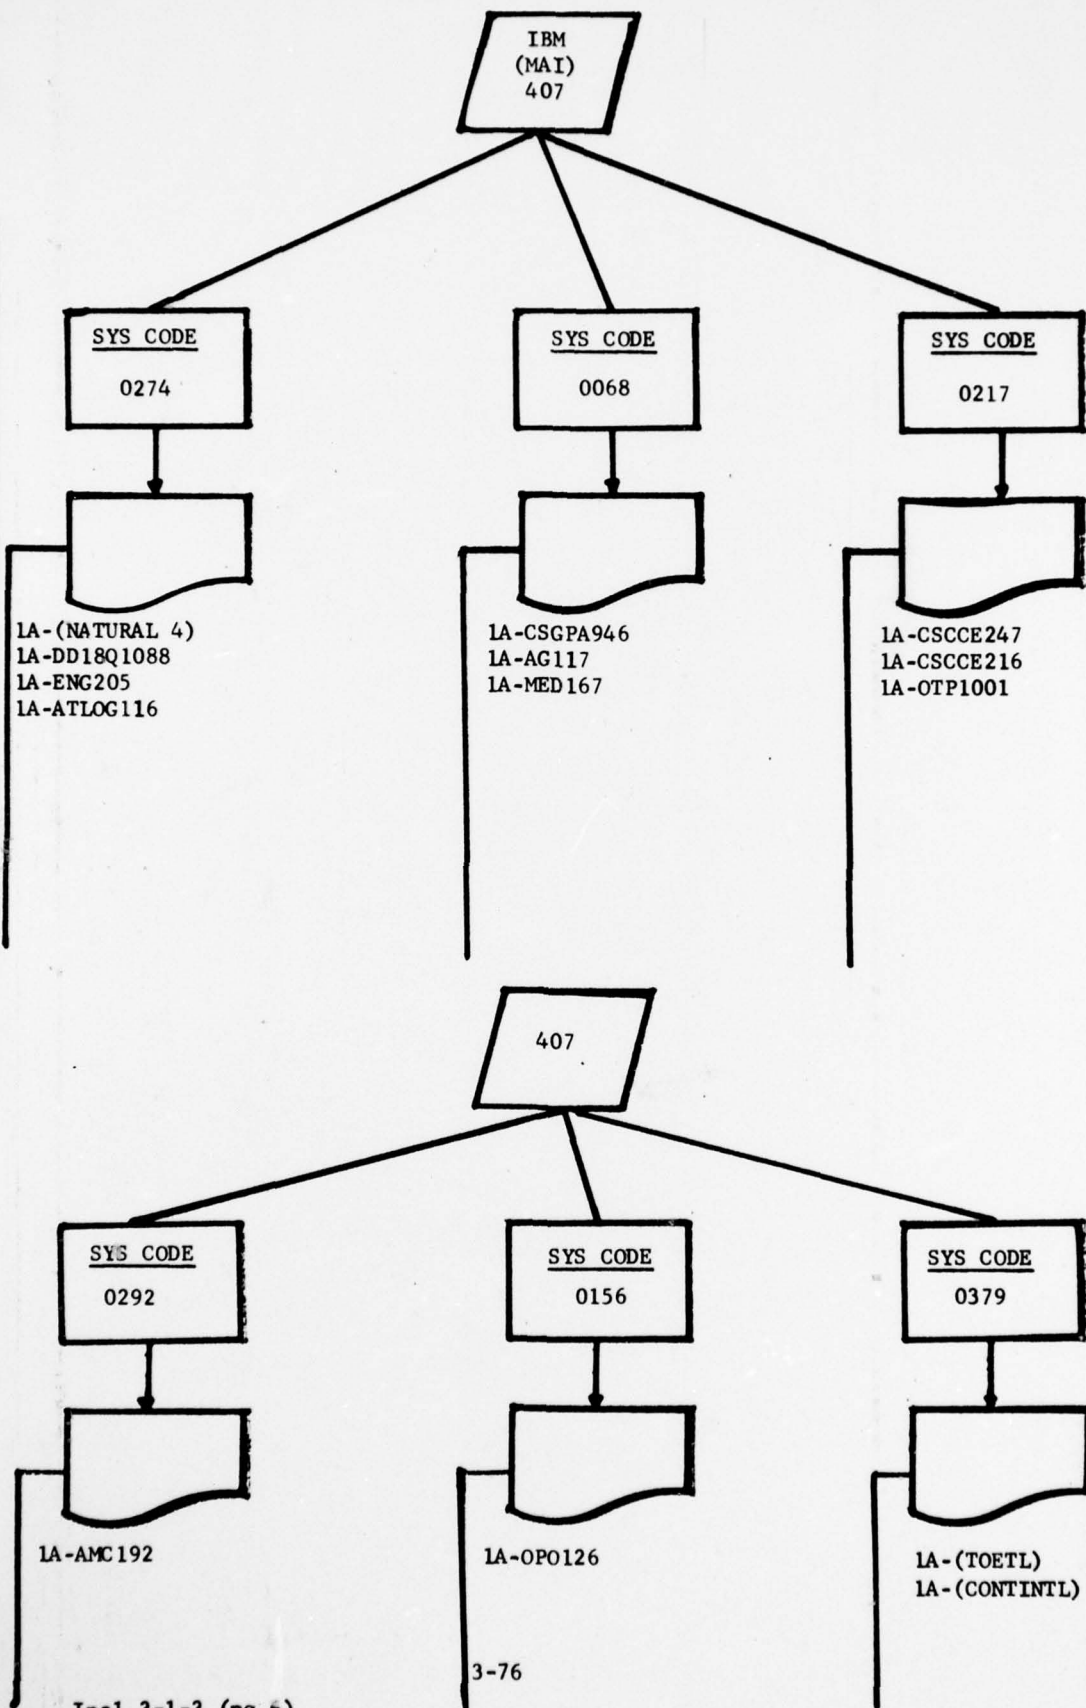 IBM
(MAI)
407
SYS CODE
0274
SYS CODE
0068
SYS CODE
0217
1A-(NATURAL 4)
1A-DD18Q1088
1A-ENG205
1A-ATLOG116
1A-CSGPA946
1A-AG117
1A-MED167
1A-CSCCE247
1A-CSCCE216
1A-OTP1001
407
SYS CODE
0292
SYS CODE
0156
SYS CODE
0379
1A-AMC192
1A-OPO126
1A-(TOETL)
1A-(CONTINTL)
3-76